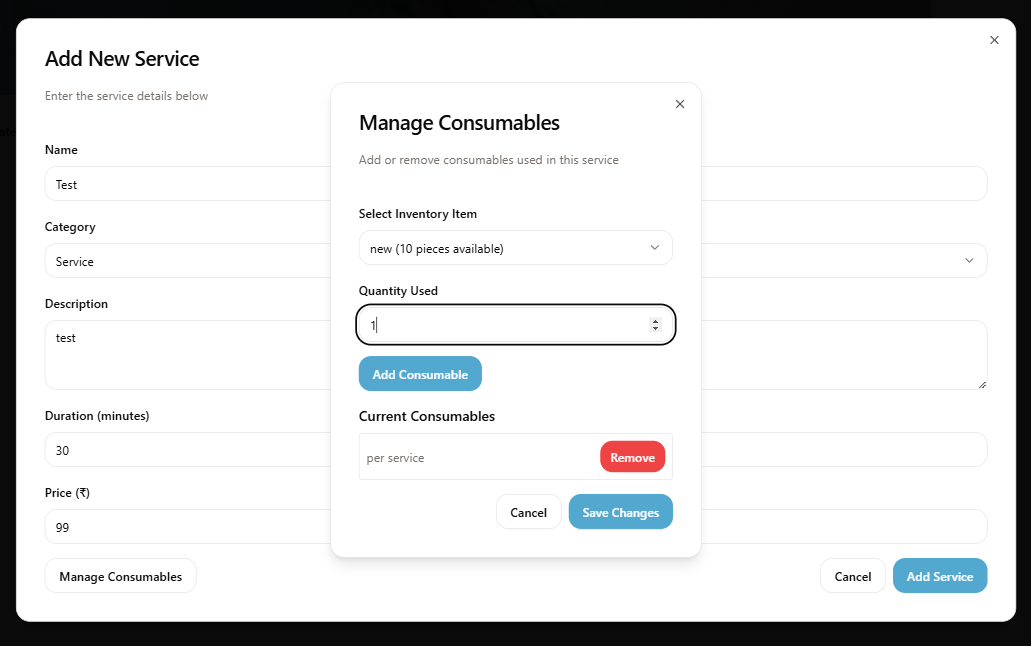 Add New Service
Enter the service details below
Name
Test
Category
Service
Description
test
Duration (minutes)
30
Price (₹)
99
Manage Consumables
Cancel
Add Service
Manage Consumables
Add or remove consumables used in this service
Select Inventory Item
new (10 pieces available)
Quantity Used
1
Add Consumable
Current Consumables
per service
Remove
Cancel
Save Changes